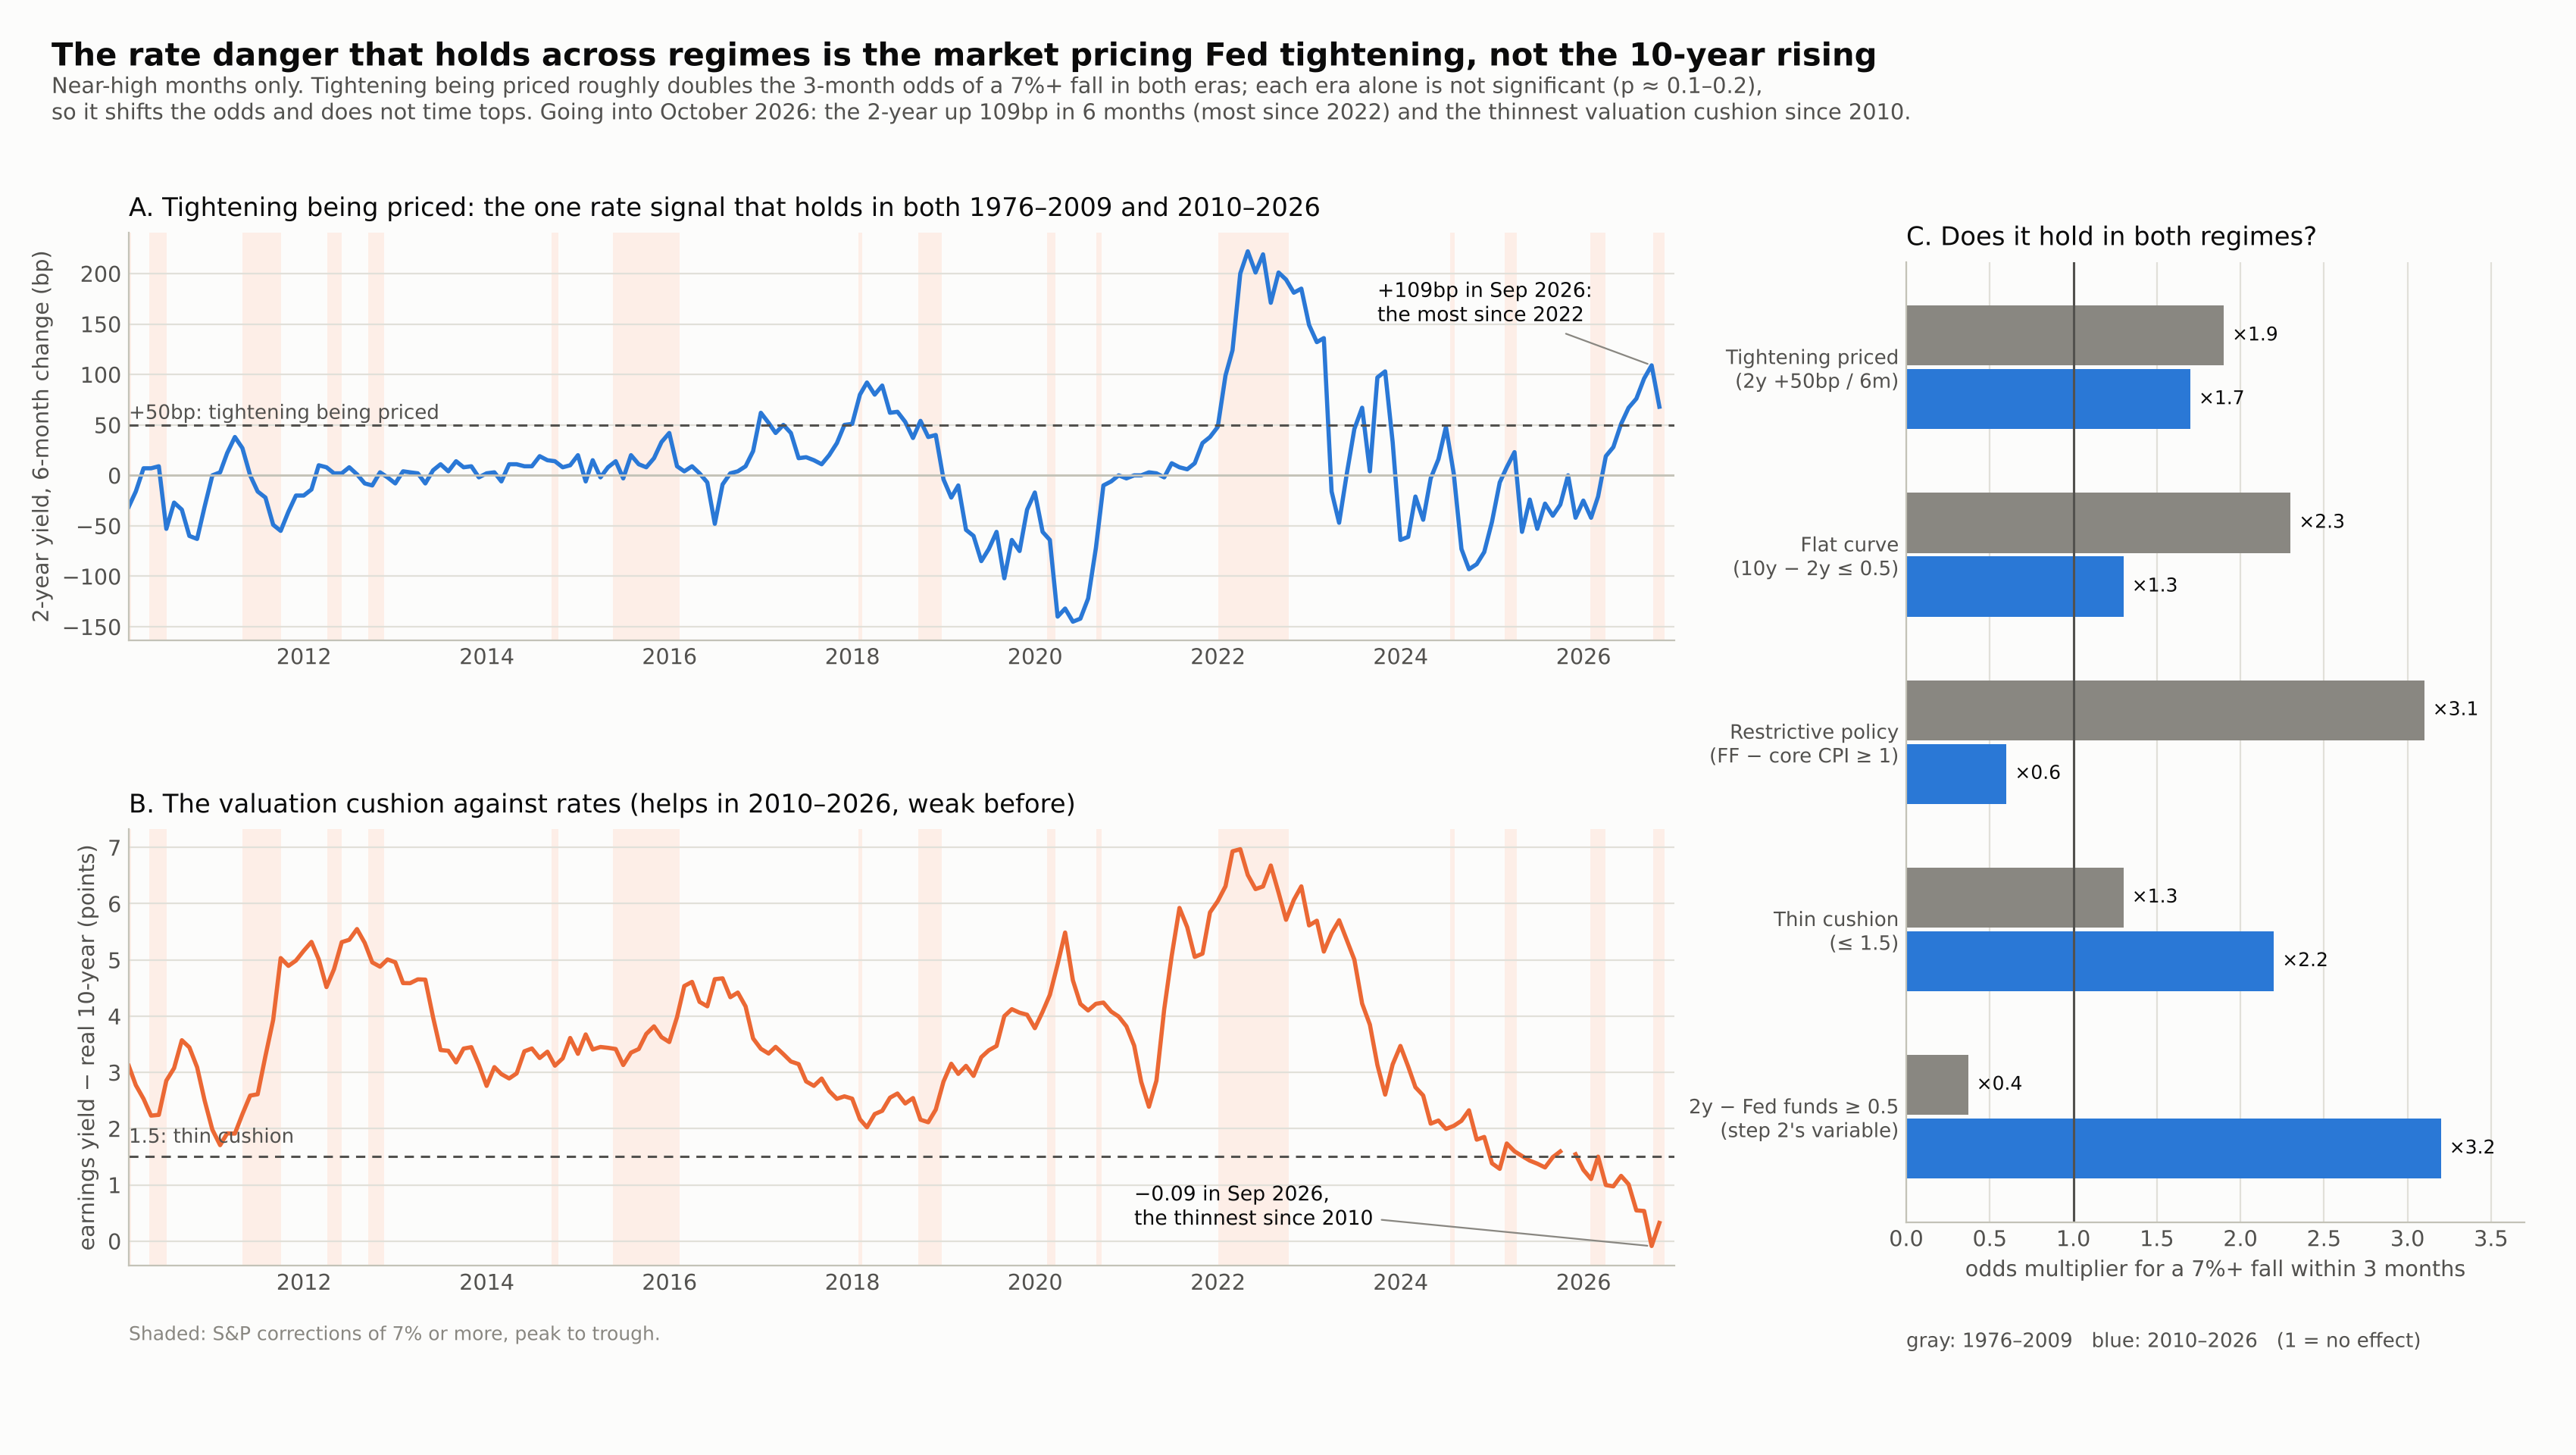 The rate danger that holds across regimes is the market pricing Fed tightening, not the 10-year rising
Near-high months only. Tightening being priced roughly doubles the 3-month odds of a 7%+ fall in both eras; each era alone is not significant (p ≈ 0.1–0.2),
so it shifts the odds and does not time tops. Going into October 2026: the 2-year up 109bp in 6 months (most since 2022) and the thinnest valuation cushion since 2010.
A. Tightening being priced: the one rate signal that holds in both 1976–2009 and 2010–2026
2-year yield, 6-month change (bp)
200
150
100
50
0
−50
−100
−150
+50bp: tightening being priced
+109bp in Sep 2026:
the most since 2022
2012 2014 2016 2018 2020 2022 2024 2026
B. The valuation cushion against rates (helps in 2010–2026, weak before)
earnings yield − real 10-year (points)
7
6
5
4
3
2
1
0
1.5: thin cushion
−0.09 in Sep 2026,
the thinnest since 2010
2012 2014 2016 2018 2020 2022 2024 2026
Shaded: S&P corrections of 7% or more, peak to trough.
C. Does it hold in both regimes?
Tightening priced
(2y +50bp / 6m)
×1.9
×1.7
Flat curve
(10y − 2y ≤ 0.5)
×2.3
×1.3
Restrictive policy
(FF − core CPI ≥ 1)
×3.1
×0.6
Thin cushion
(≤ 1.5)
×1.3
×2.2
2y − Fed funds ≥ 0.5
(step 2's variable)
×0.4
×3.2
0.0 0.5 1.0 1.5 2.0 2.5 3.0 3.5
odds multiplier for a 7%+ fall within 3 months
gray: 1976–2009 blue: 2010–2026 (1 = no effect)